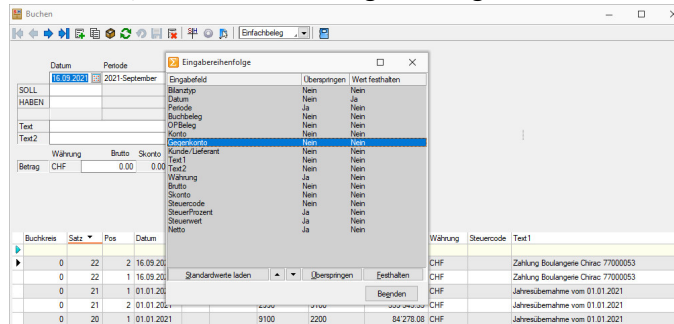 Buchen
Einfachbeleg
Datum Periode
16.09.2021 2021-September
SOLL
HABEN
Text
Text2
Währung Brutto Skonto
Betrag CHF 0.00 0.00
Eingabereihenfolge
Eingabefeld Überspringen Wert festhalten
Bilanztyp Nein Nein
Datum Nein Ja
Periode Ja Nein
Buchbeleg Nein Nein
OPBeleg Nein Nein
Konto Nein Nein
Gegenkonto Nein Nein
Kunde/Lieferant Nein Nein
Text1 Nein Nein
Text2 Nein Nein
Währung Ja Nein
Brutto Nein Nein
Skonto Nein Nein
Steuercode Nein Nein
SteuerProzent Ja Nein
Steuerwert Ja Nein
Netto Ja Nein
Standardwerte laden Überspringen Festhalten
Beenden
Buchkreis Satz Pos Datum Währung Steuercode Text1
0 22 2 16.09.202 CHF Zahlung Boulangerie Chirac 77000053
0 22 1 16.09.202 CHF Zahlung Boulangerie Chirac 77000053
0 21 1 01.01.202 CHF Jahresübernahme vom 01.01.2021
0 21 2 01.01.2021 2990 9100 CHF Jahresübernahme vom 01.01.2021
0 20 1 01.01.2021 9100 2200 84'278.08 CHF Jahresübernahme vom 01.01.2021